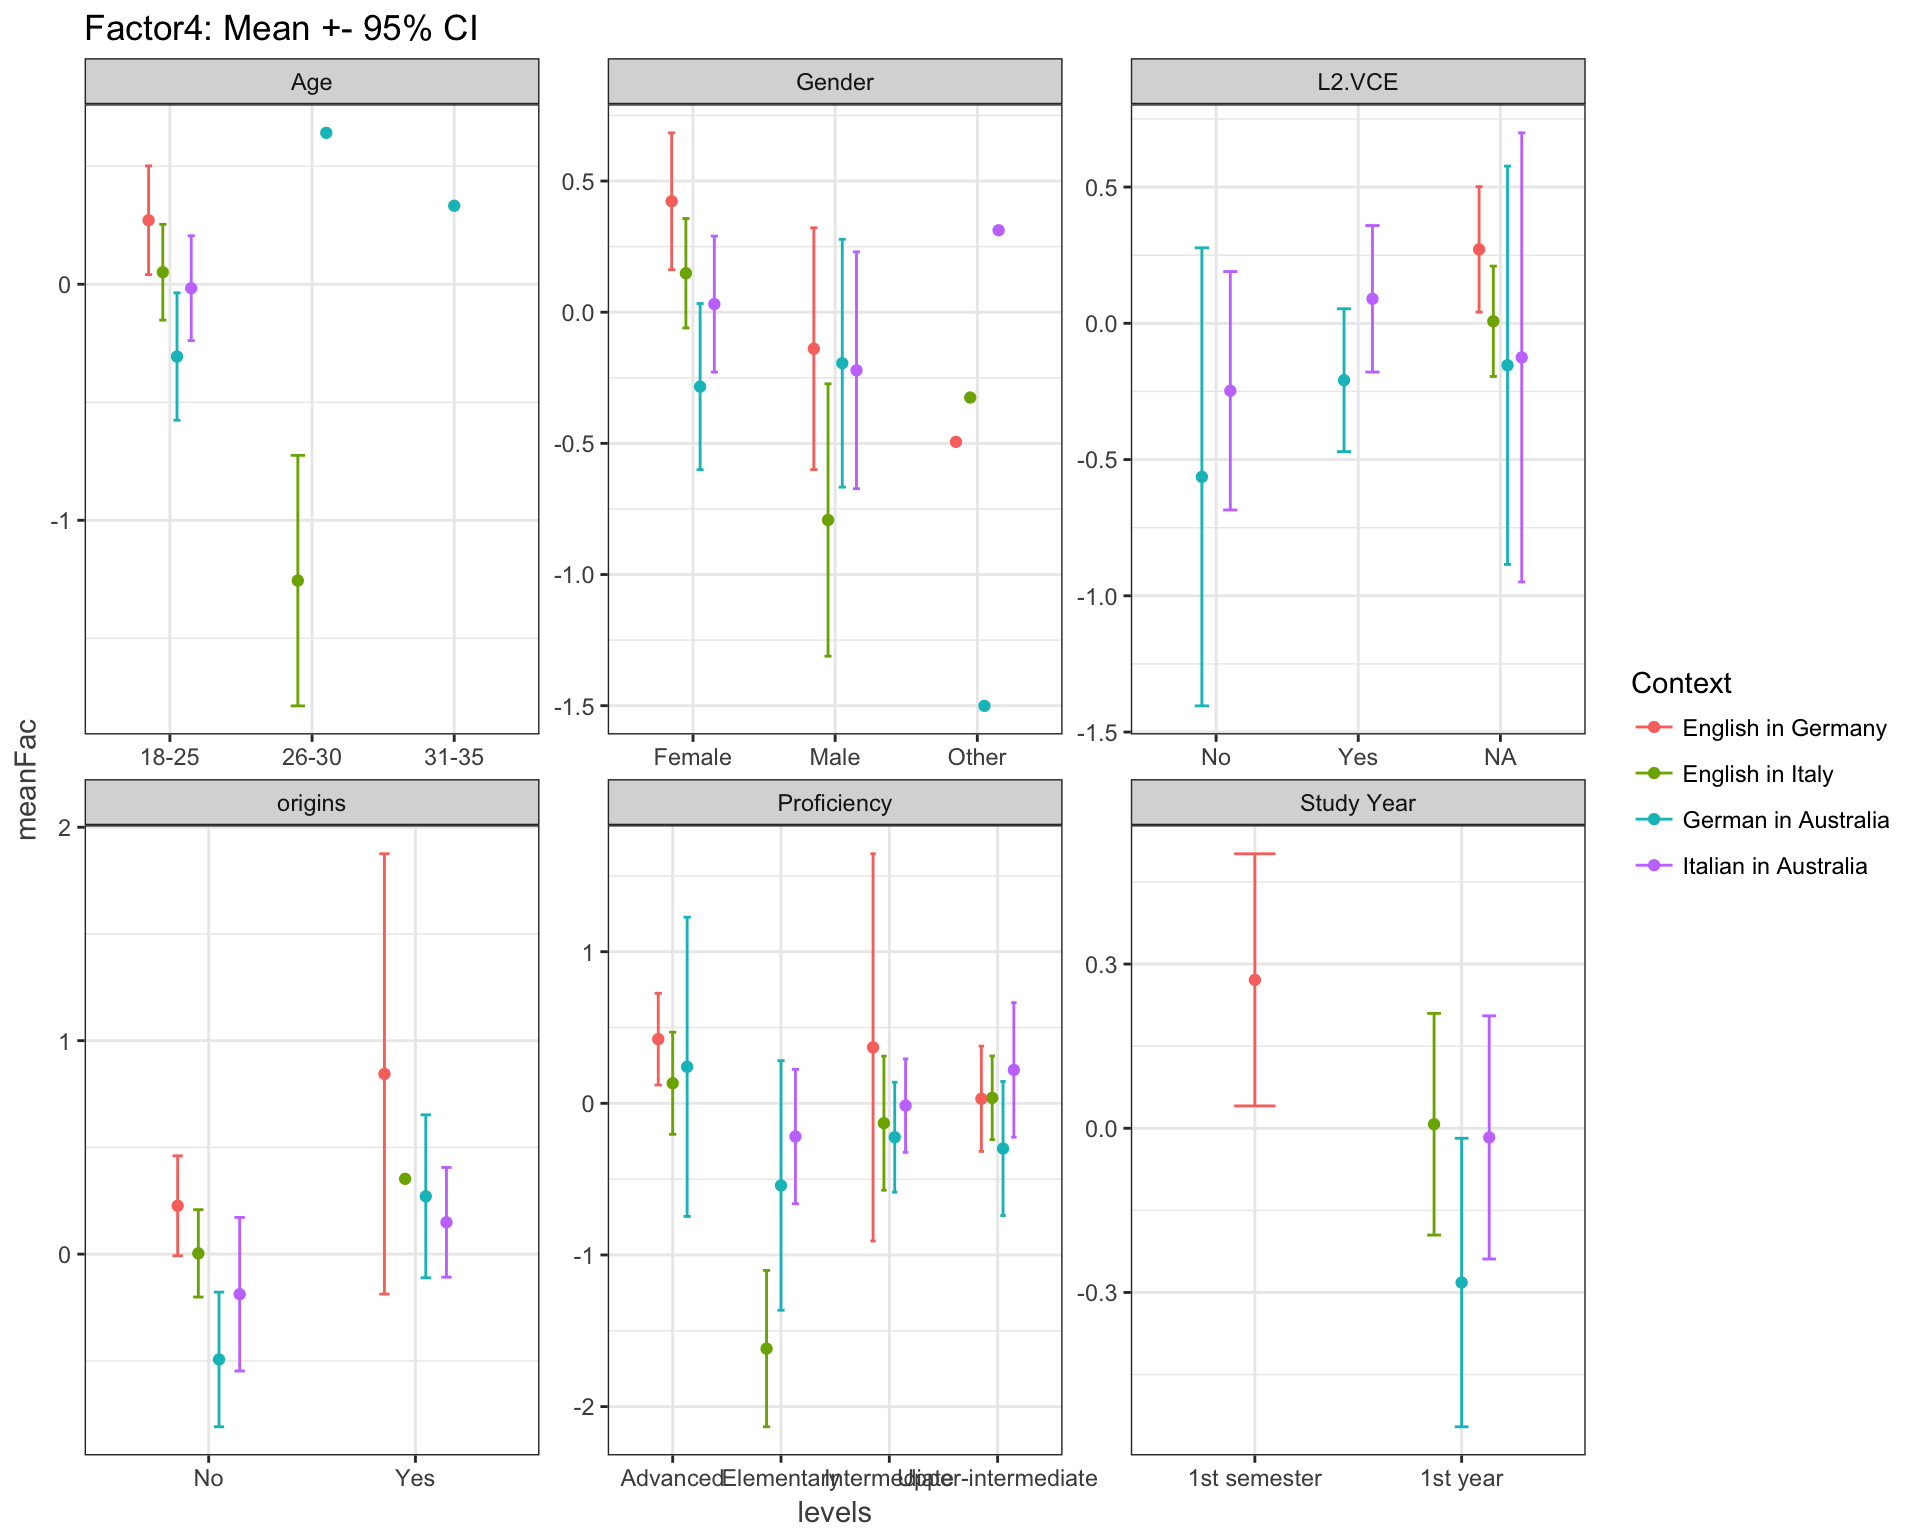 Factor4: Mean +- 95% CI
Age
Gender
L2.VCE
0
-1
0.5
0.0
-0.5
-1.0
-1.5
0.5
0.0
-0.5
-1.0
-1.5
18-25
26-30
31-35
Female
Male
Other
No
Yes
NA
meanFac
origins
Proficiency
Study Year
2
1
0
1
0
-1
-2
0.3
0.0
-0.3
No
Yes
Advanced
Elementary
Intermediate
Upper-intermediate
1st semester
1st year
levels
Context
English in Germany
English in Italy
German in Australia
Italian in Australia